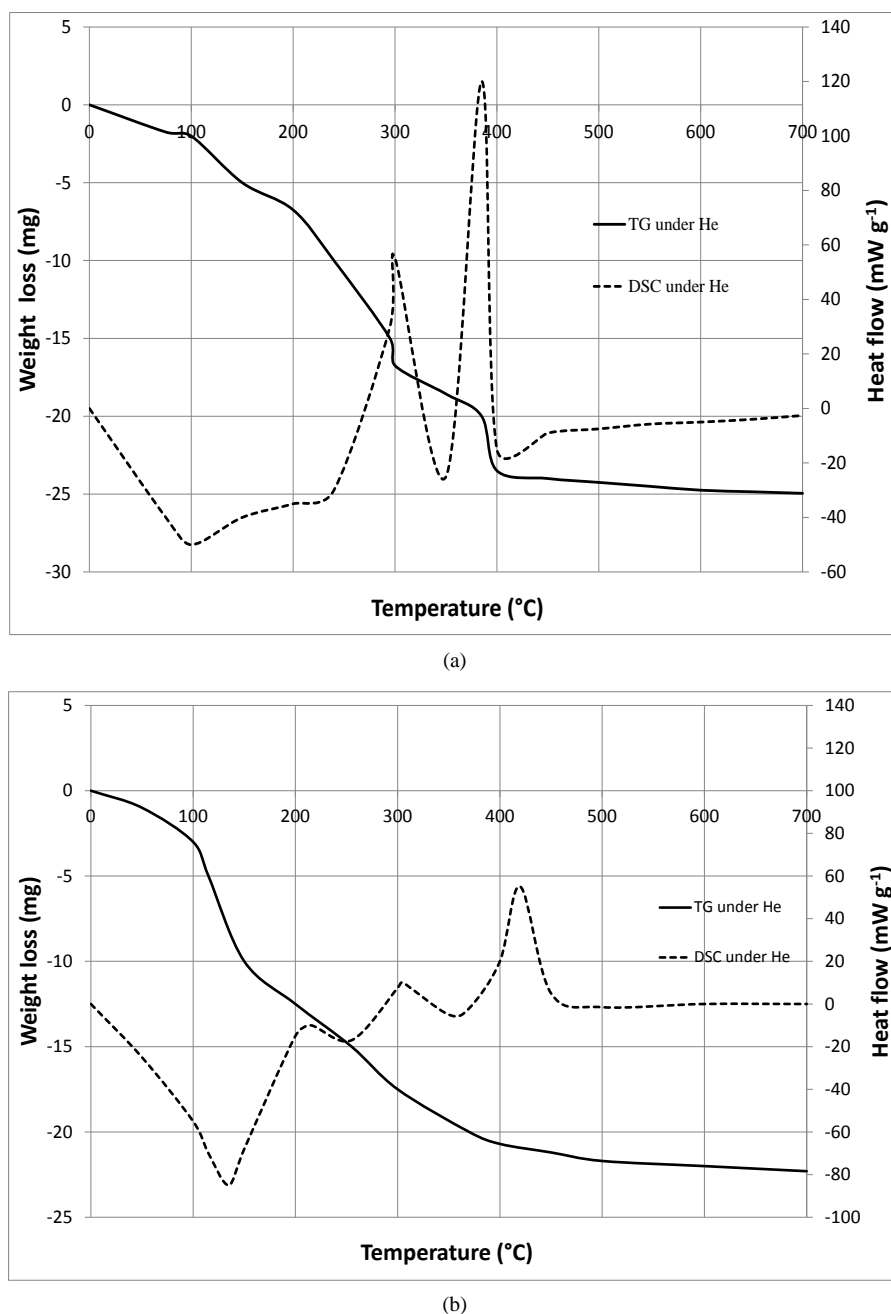 5
0
-5
-10
-15
-20
-25
-30
Weight loss (mg)
0 100 200 300 400 500 600 700
Temperature (°C)
140
120
100
80
60
40
20
0
-20
-40
-60
Heat flow (mW g-1)
TG under He
DSC under He
(a)
5
0
-5
-10
-15
-20
-25
Weight loss (mg)
0 100 200 300 400 500 600 700
Temperature (°C)
140
120
100
80
60
40
20
0
-20
-40
-60
-80
-100
Heat flow (mW g-1)
TG under He
DSC under He
(b)